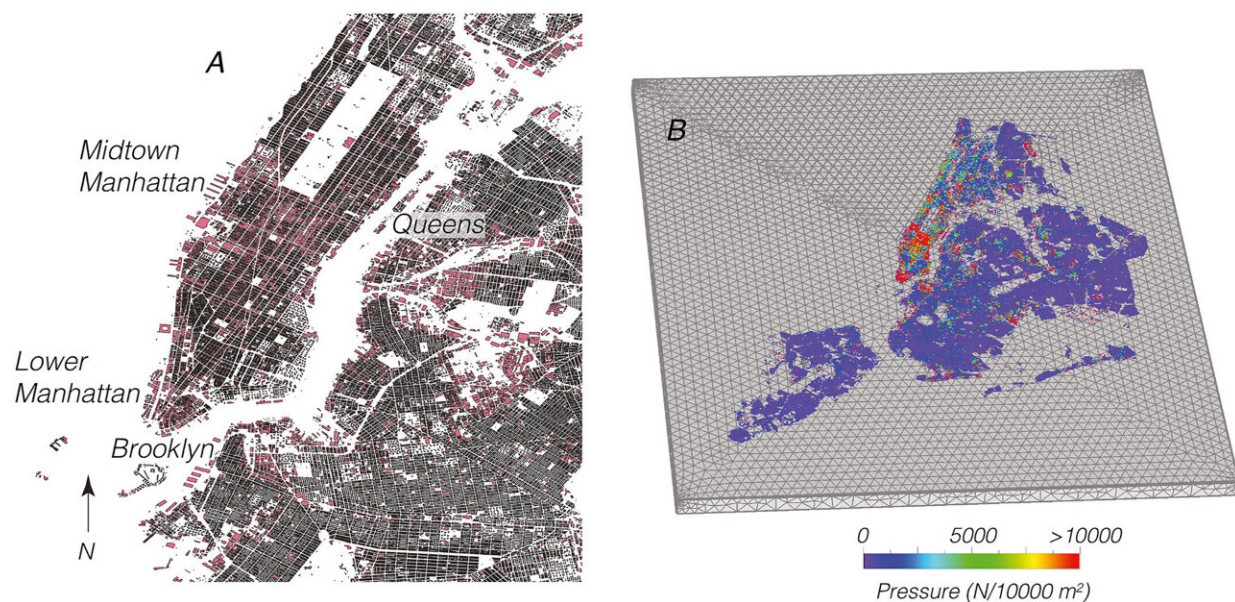 A
Midtown
Manhattan
Queens
Lower
Manhattan
Brooklyn
N
B
0 5000 >10000
Pressure (N/10000 m²)